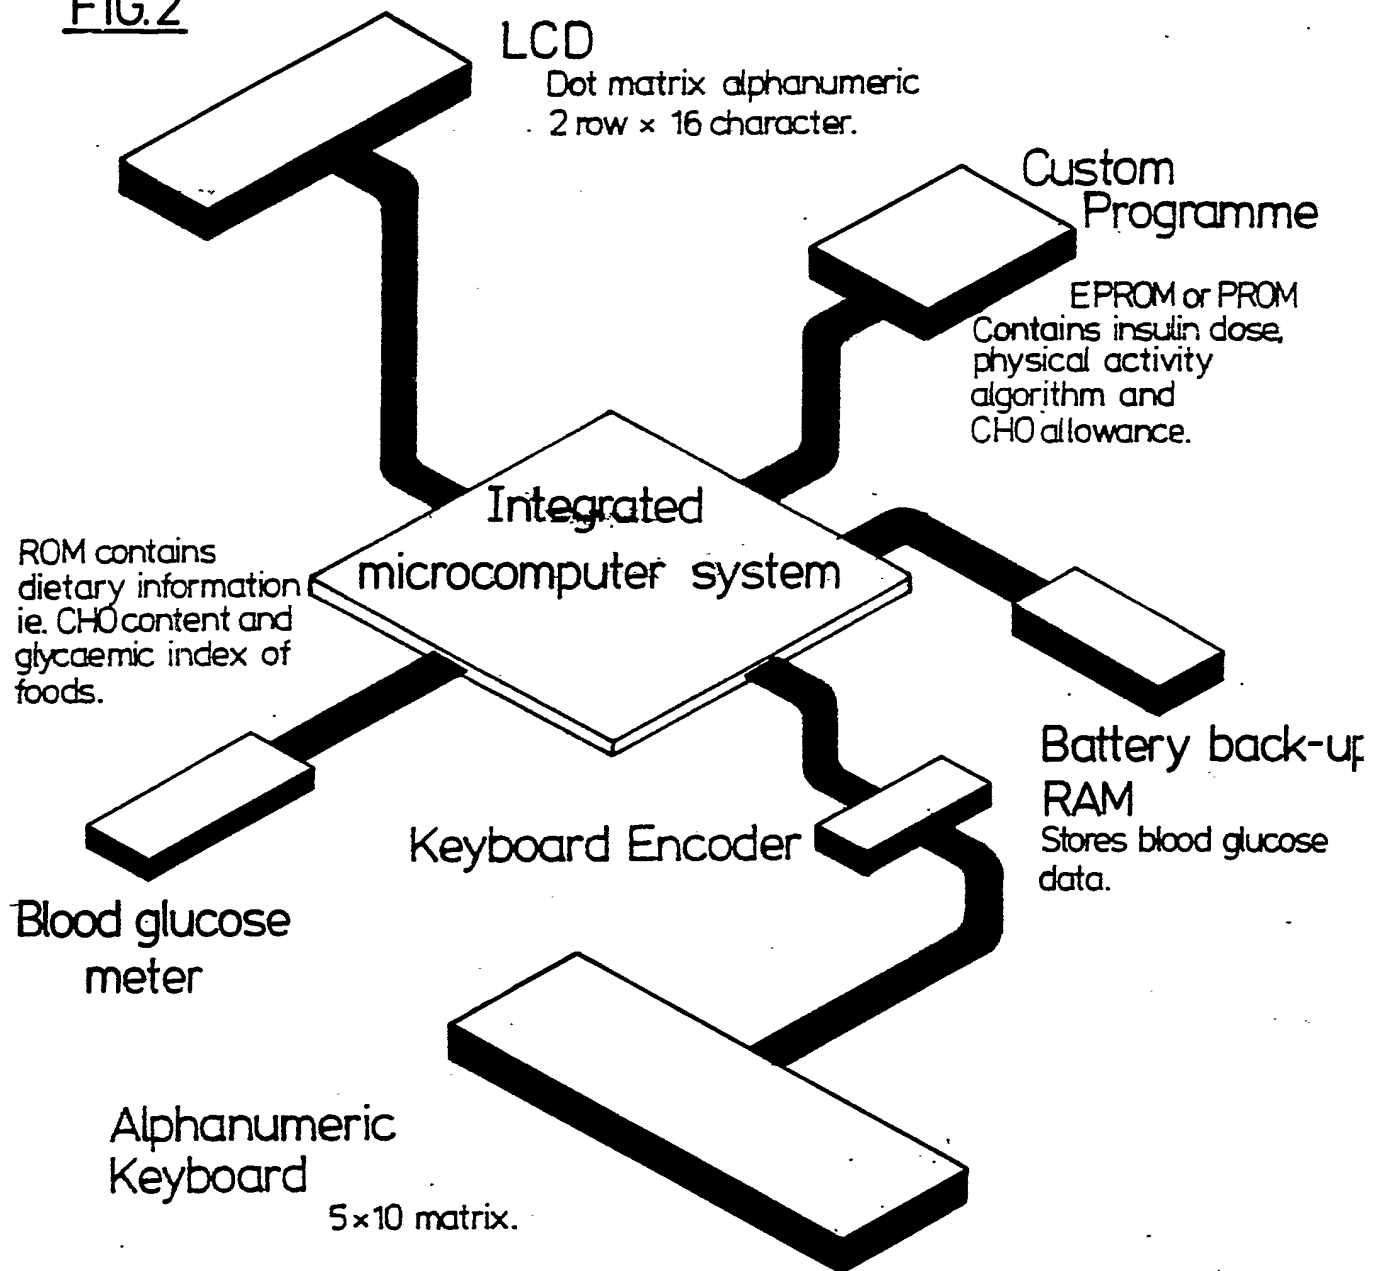 FIG.2
LCD
Dot matrix alphanumeric
2 row × 16 character.
Custom
Programme
EPROM or PROM
Contains insulin dose,
physical activity
algorithm and
CHO allowance.
Integrated
microcomputer system
ROM contains
dietary information
ie. CHO content and
glycaemic index of
foods.
Battery back-up
RAM
Stores blood glucose
data.
Keyboard Encoder
Blood glucose
meter
Alphanumeric
Keyboard
5×10 matrix.